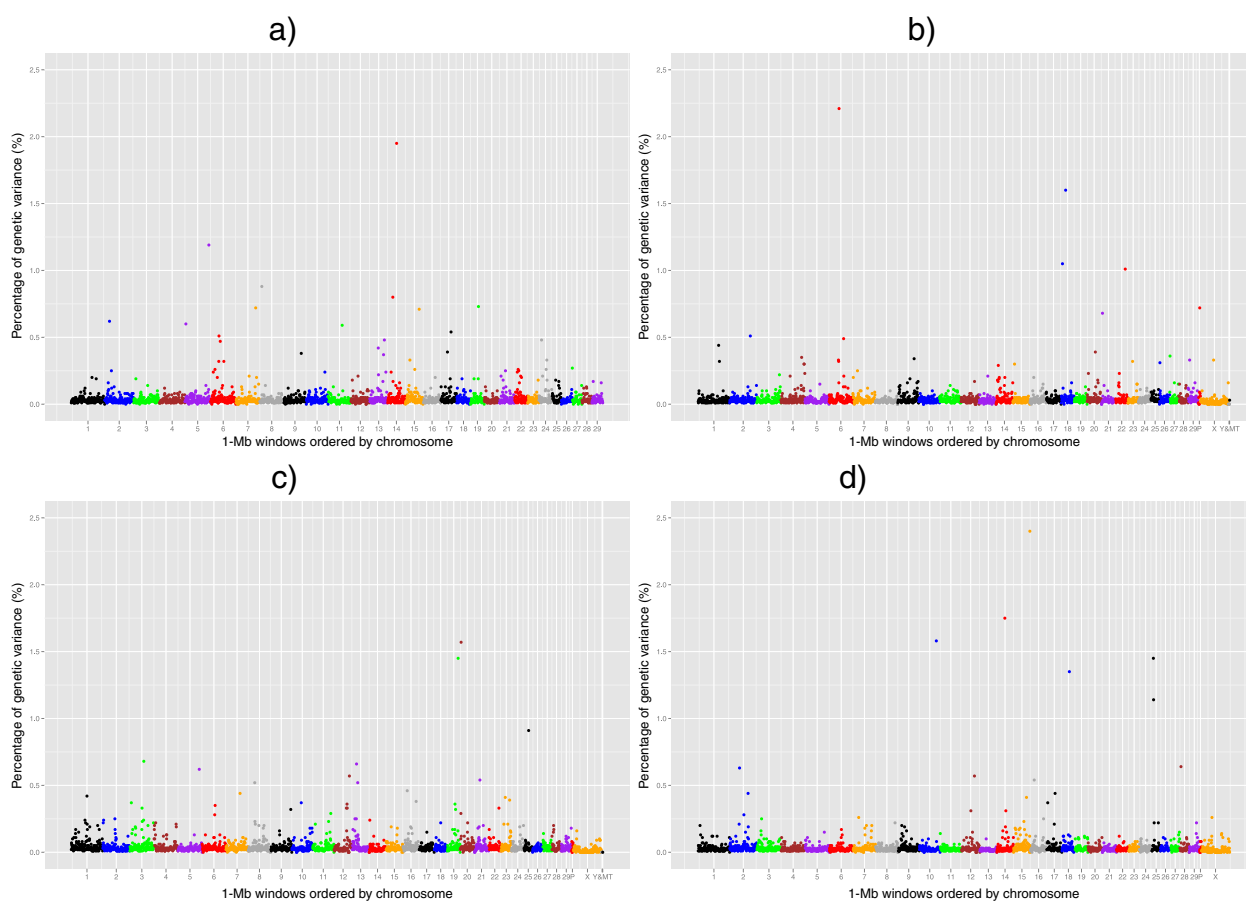 a)
2,5
2,0
1,5
1,0
0,5
0,0
Percentage of genetic variance (%)
1 2 3 4 5 6 7 8 9 10 11 12 13 14 15 16 17 18 19 20 21 22 23 24 25 26 27 28 29
1-Mb windows ordered by chromosome
b)
2,5
2,0
1,5
1,0
0,5
0,0
Percentage of genetic variance (%)
1 2 3 4 5 6 7 8 9 10 11 12 13 14 15 16 17 18 19 20 21 22 23 24 25 26 27 28 29P X Y&MT
1-Mb windows ordered by chromosome
c)
2,5
2,0
1,5
1,0
0,5
0,0
Percentage of genetic variance (%)
1 2 3 4 5 6 7 8 9 10 11 12 13 14 15 16 17 18 19 20 21 22 23 24 25 26 27 28 29P X Y&MT
1-Mb windows ordered by chromosome
d)
2,5
2,0
1,5
1,0
0,5
0,0
Percentage of genetic variance (%)
1 2 3 4 5 6 7 8 9 10 11 12 13 14 15 16 17 18 19 20 21 22 23 24 25 26 27 28 29P X
1-Mb windows ordered by chromosome